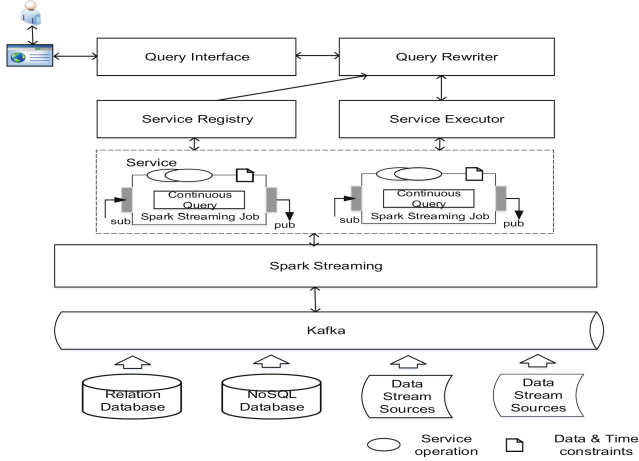 Query Interface
Query Rewriter
Service Registry
Service Executor
Service
Continuous
Query
Spark Streaming Job
sub
pub
Continuous
Query
Spark Streaming Job
sub
pub
Spark Streaming
Kafka
Relation
Database
NoSQL
Database
Data
Stream
Sources
Data
Stream
Sources
Service
operation
Data & Time
constraints